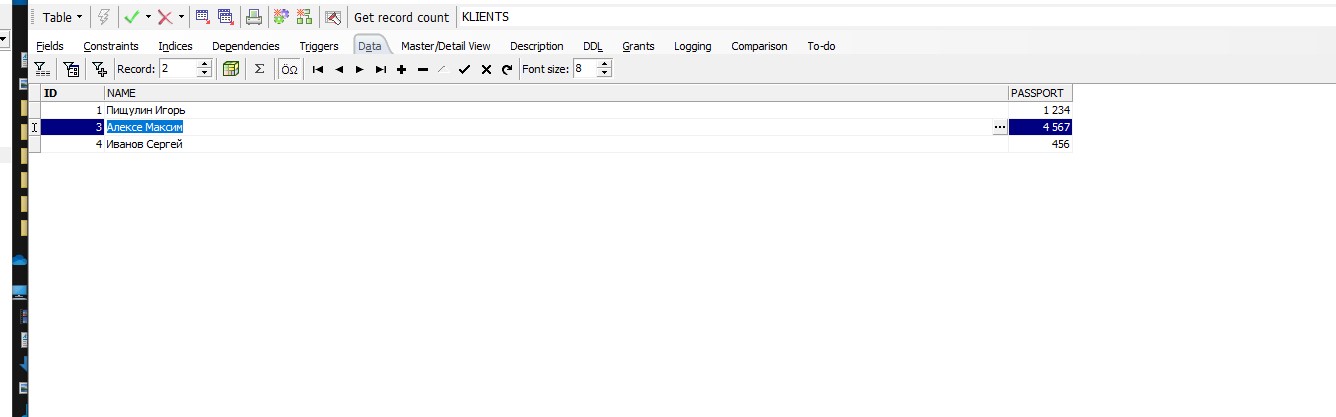 Table Get record count KLIENTS
Fields Constraints Indices Dependencies Triggers Data Master/Detail View Description DDL Grants Logging Comparison To-do
Record: 2 Σ ÖΩ Font size: 8
ID NAME PASSPORT
1 Пищулин Игорь 1 234
3 Алексе Максим ... 4 567
4 Иванов Сергей 456